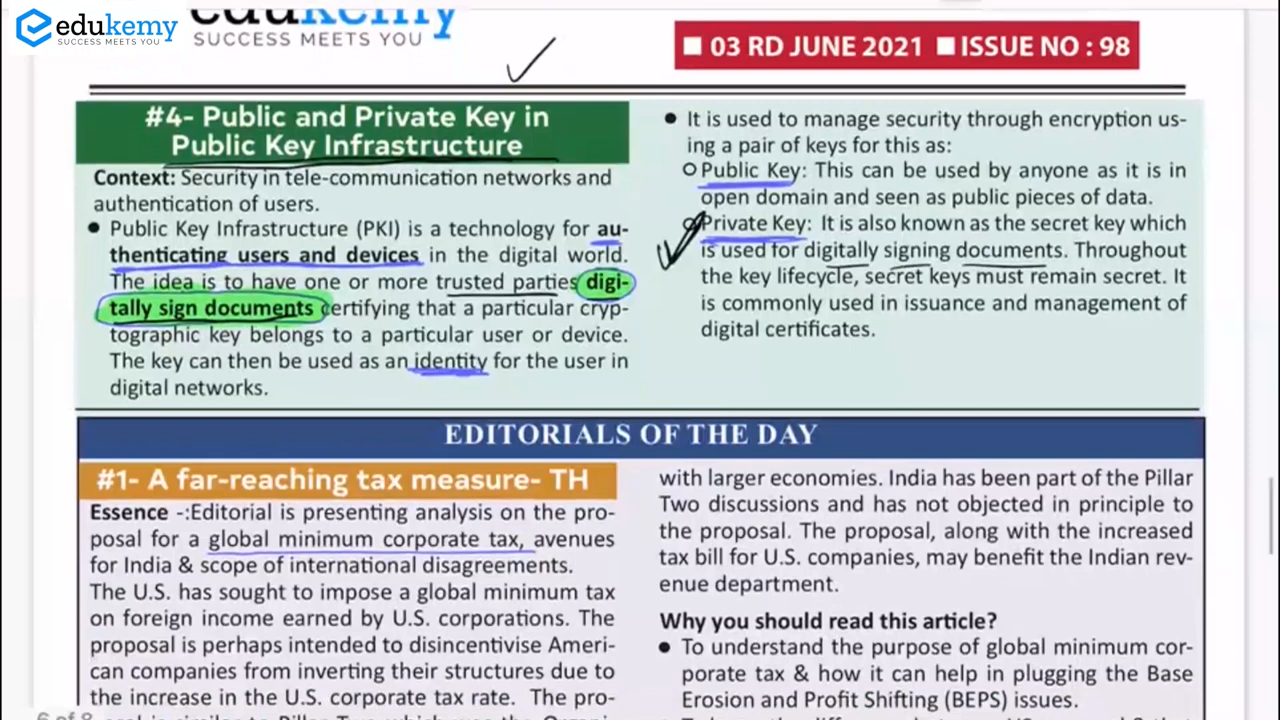 edukemy
SUCCESS MEETS YOU
edukemy
SUCCESS MEETS YOU
■ 03 RD JUNE 2021 ■ ISSUE NO : 98
#4- Public and Private Key in
Public Key Infrastructure
Context: Security in tele-communication networks and
authentication of users.
● Public Key Infrastructure (PKI) is a technology for au-
thenticating users and devices in the digital world.
The idea is to have one or more trusted parties digi-
tally sign documents certifying that a particular cryp-
tographic key belongs to a particular user or device.
The key can then be used as an identity for the user in
digital networks.
● It is used to manage security through encryption us-
ing a pair of keys for this as:
○ Public Key: This can be used by anyone as it is in
open domain and seen as public pieces of data.
○ Private Key: It is also known as the secret key which
is used for digitally signing documents. Throughout
the key lifecycle, secret keys must remain secret. It
is commonly used in issuance and management of
digital certificates.
EDITORIALS OF THE DAY
#1- A far-reaching tax measure- TH
Essence -:Editorial is presenting analysis on the pro-
posal for a global minimum corporate tax, avenues
for India & scope of international disagreements.
The U.S. has sought to impose a global minimum tax
on foreign income earned by U.S. corporations. The
proposal is perhaps intended to disincentivise Ameri-
can companies from inverting their structures due to
the increase in the U.S. corporate tax rate. The pro-
with larger economies. India has been part of the Pillar
Two discussions and has not objected in principle to
the proposal. The proposal, along with the increased
tax bill for U.S. companies, may benefit the Indian rev-
enue department.
Why you should read this article?
● To understand the purpose of global minimum cor-
porate tax & how it can help in plugging the Base
Erosion and Profit Shifting (BEPS) issues.
6 of 8